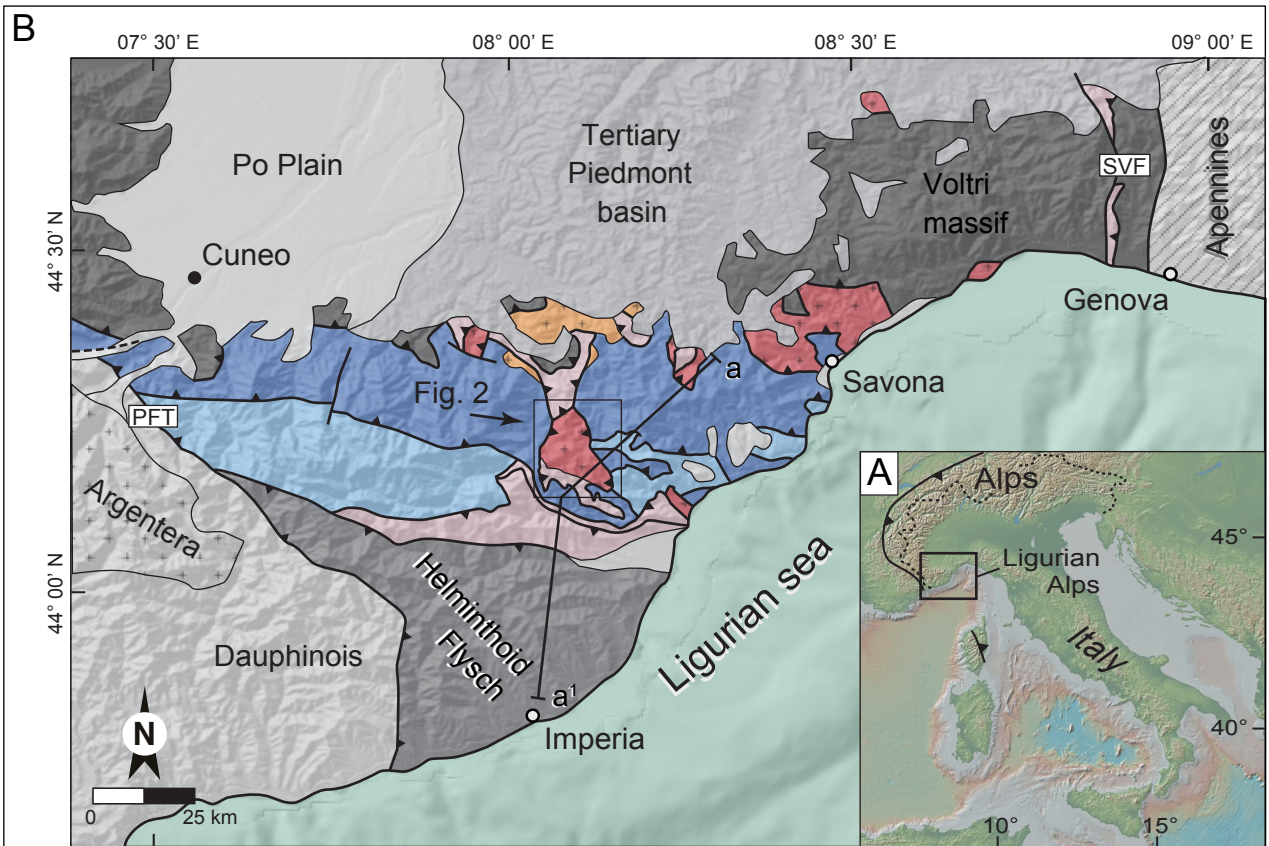 B
07° 30' E
08° 00' E
08° 30' E
09° 00' E
44° 30' N
44° 00' N
Po Plain
Tertiary
Piedmont
basin
Voltri
massif
SVF
Apennines
Cuneo
Genova
Fig. 2
a
Savona
PFT
Argentera
Helminthoid
Flysch
Ligurian sea
Dauphinois
a¹
Imperia
N
0
25 km
A
Alps
45°
Ligurian
Alps
Italy
40°
10°
15°